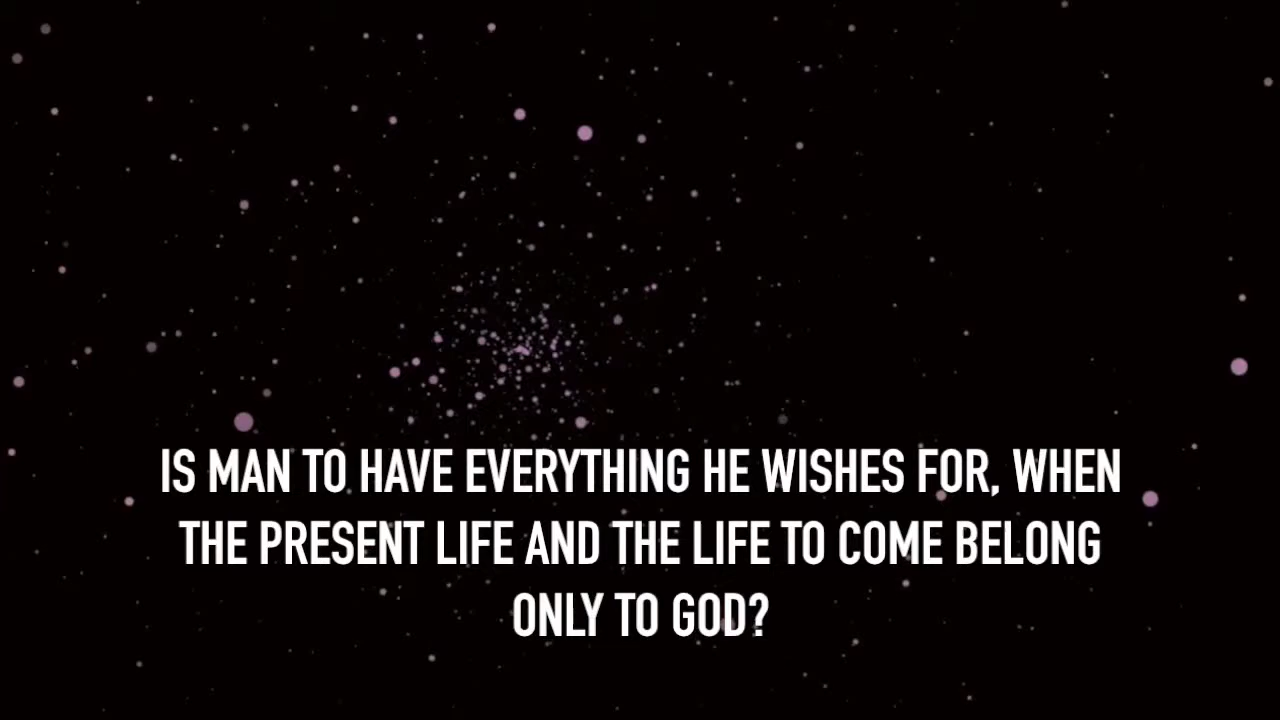 IS MAN TO HAVE EVERYTHING HE WISHES FOR, WHEN
THE PRESENT LIFE AND THE LIFE TO COME BELONG
ONLY TO GOD?